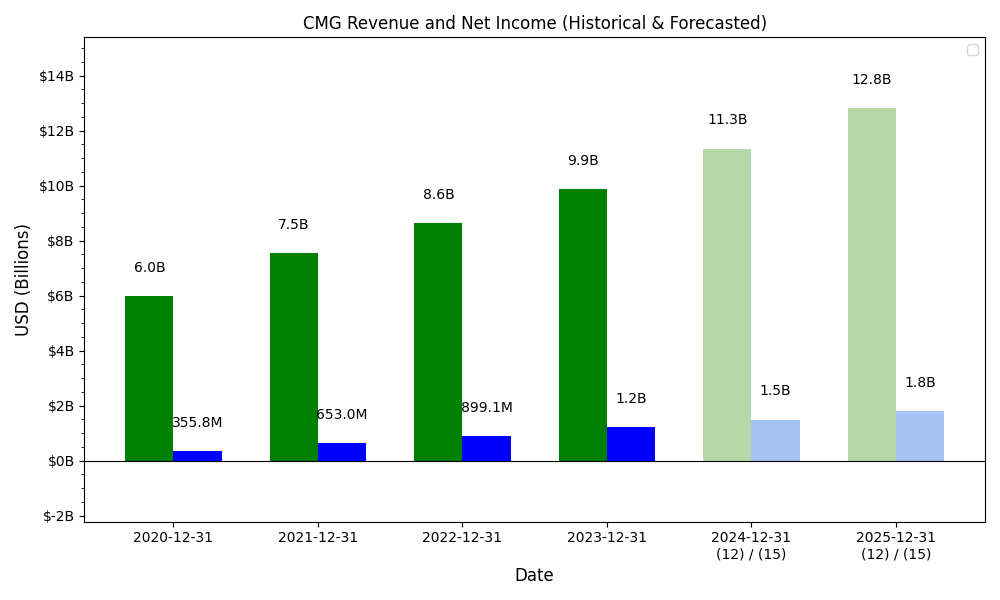 CMG Revenue and Net Income (Historical & Forecasted)
$14B
$12B
$10B
$8B
$6B
$4B
$2B
$0B
$-2B
USD (Billions)
6.0B
355.8M
7.5B
653.0M
8.6B
899.1M
9.9B
1.2B
11.3B
1.5B
12.8B
1.8B
2020-12-31
2021-12-31
2022-12-31
2023-12-31
2024-12-31
(12) / (15)
2025-12-31
(12) / (15)
Date